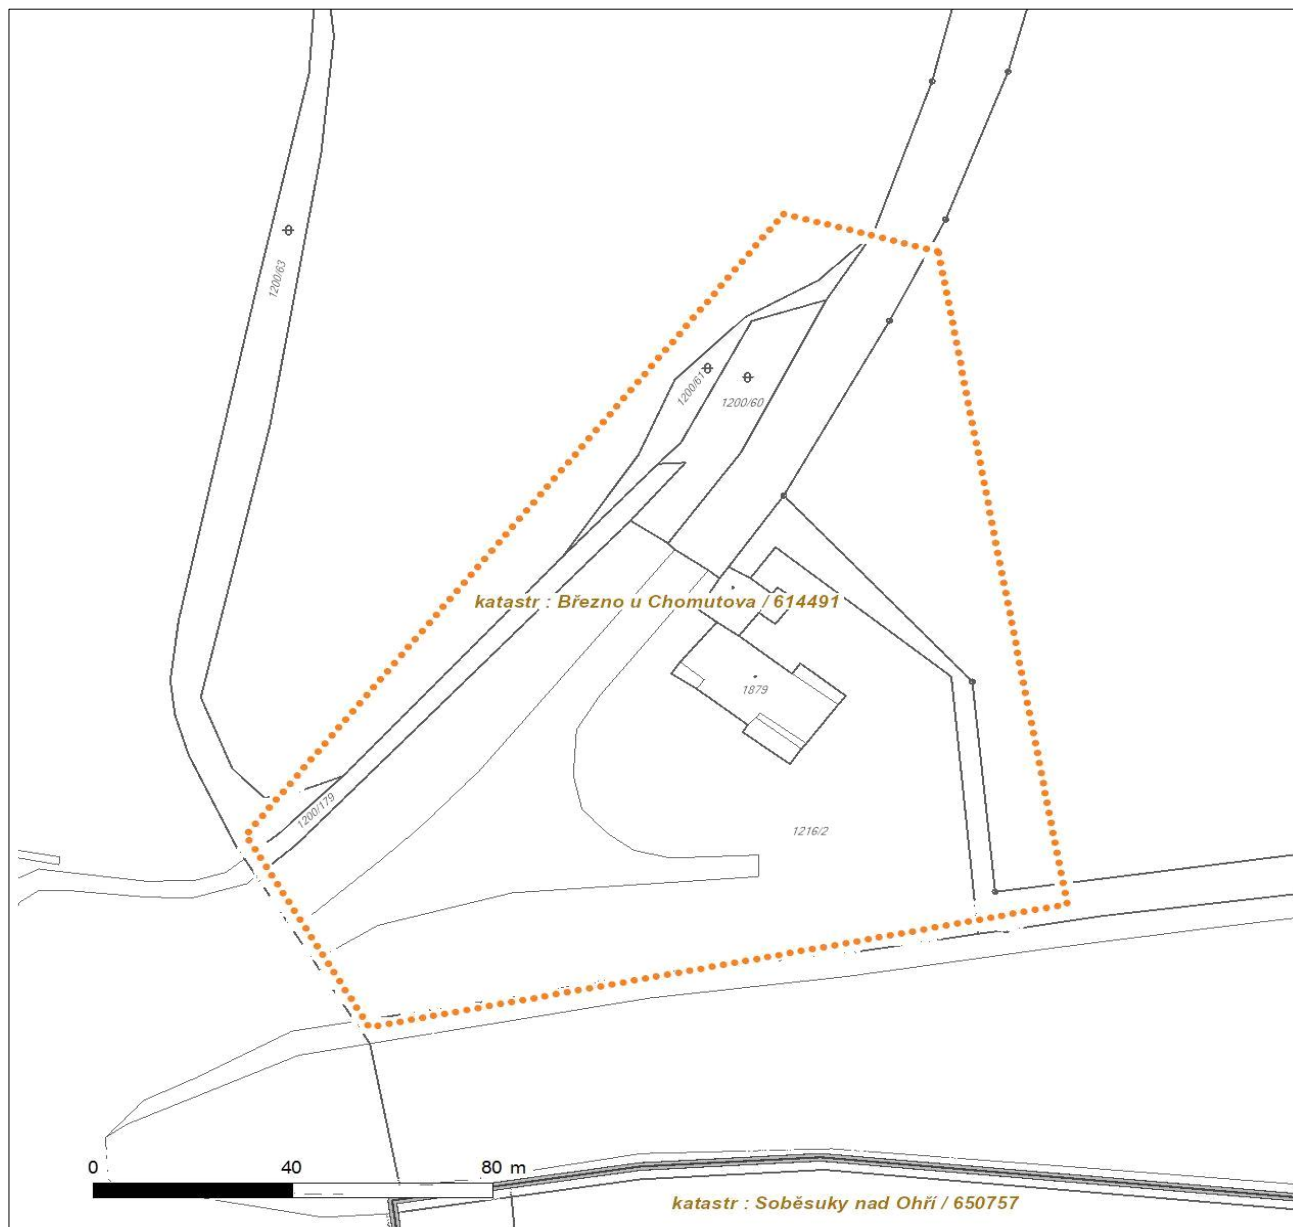 1200/63
1200/61
1200/60
katastr : Březno u Chomutova / 614491
1879
1200/179
1216/2
0 40 80 m
katastr : Soběsuky nad Ohří / 650757